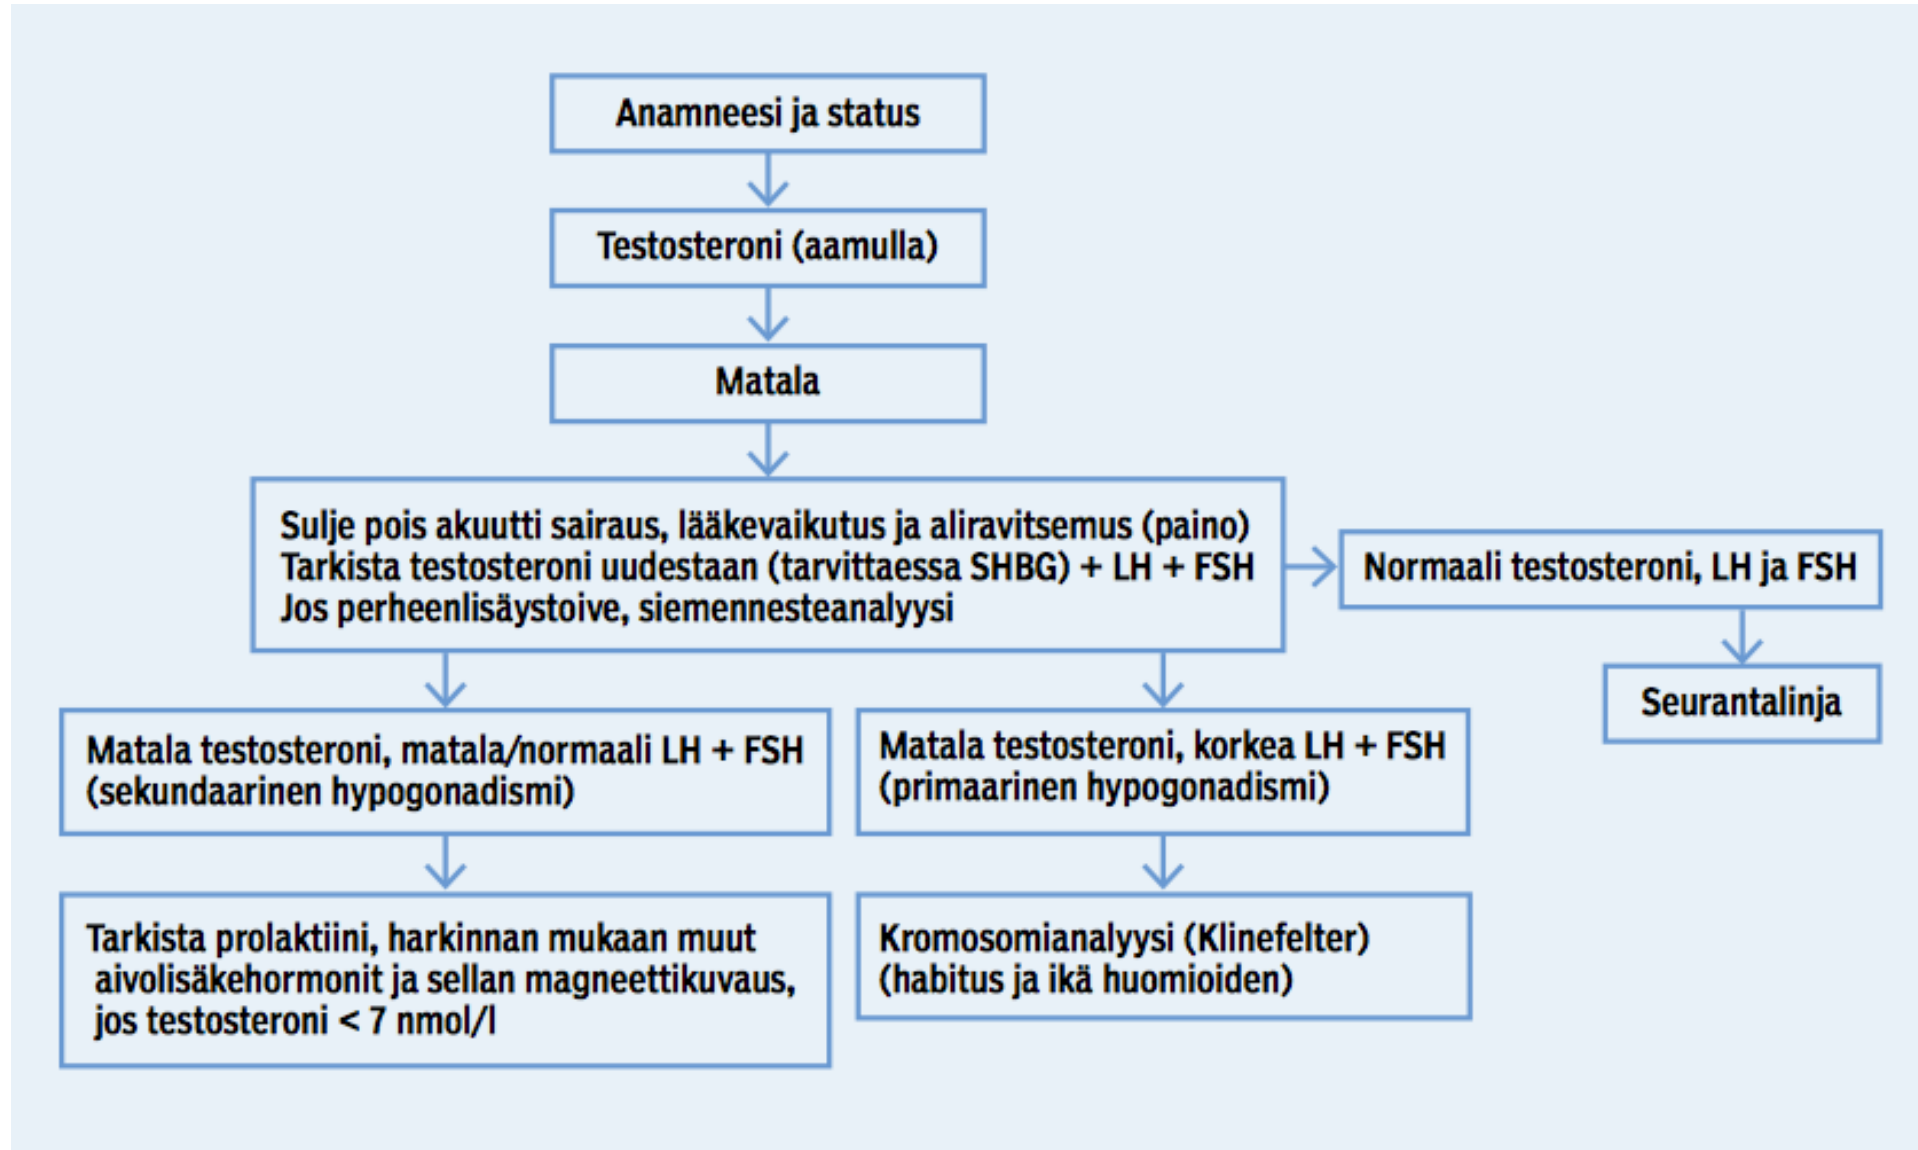 Anamneesi ja status
Testosteroni (aamulla)
Matala
Sulje pois akuutti sairaus, lääkevaikutus ja aliravitsemus (paino)
Tarkista testosteroni uudestaan (tarvittaessa SHBG) + LH + FSH
Jos perheenlisäystoive, siemennesteanalyysi
Normaali testosteroni, LH ja FSH
Seurantalinja
Matala testosteroni, matala/normaali LH + FSH
(sekundaarinen hypogonadismi)
Matala testosteroni, korkea LH + FSH
(primaarinen hypogonadismi)
Tarkista prolaktiini, harkinnan mukaan muut
aivolisäkehormonit ja sellan magneettikuvaus,
jos testosteroni < 7 nmol/l
Kromosomianalyysi (Klinefelter)
(habitus ja ikä huomioiden)